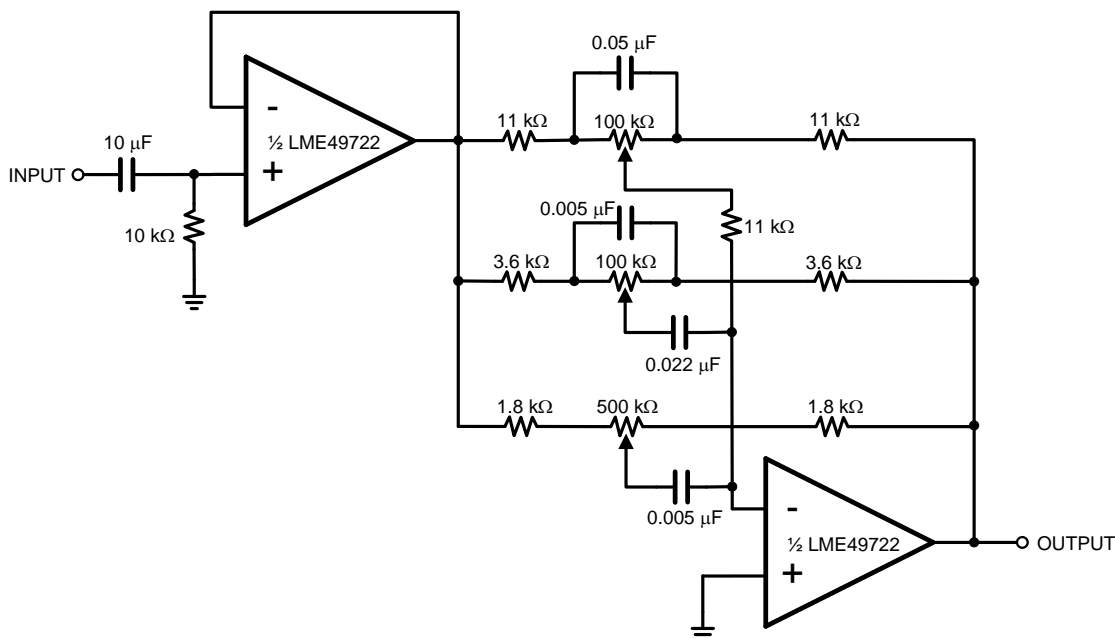 0.05 μF
11 kΩ
100 kΩ
11 kΩ
-
½ LME49722
+
10 μF
INPUT
10 kΩ
0.005 μF
11 kΩ
3.6 kΩ
100 kΩ
3.6 kΩ
0.022 μF
1.8 kΩ
500 kΩ
1.8 kΩ
0.005 μF
-
½ LME49722
+
OUTPUT